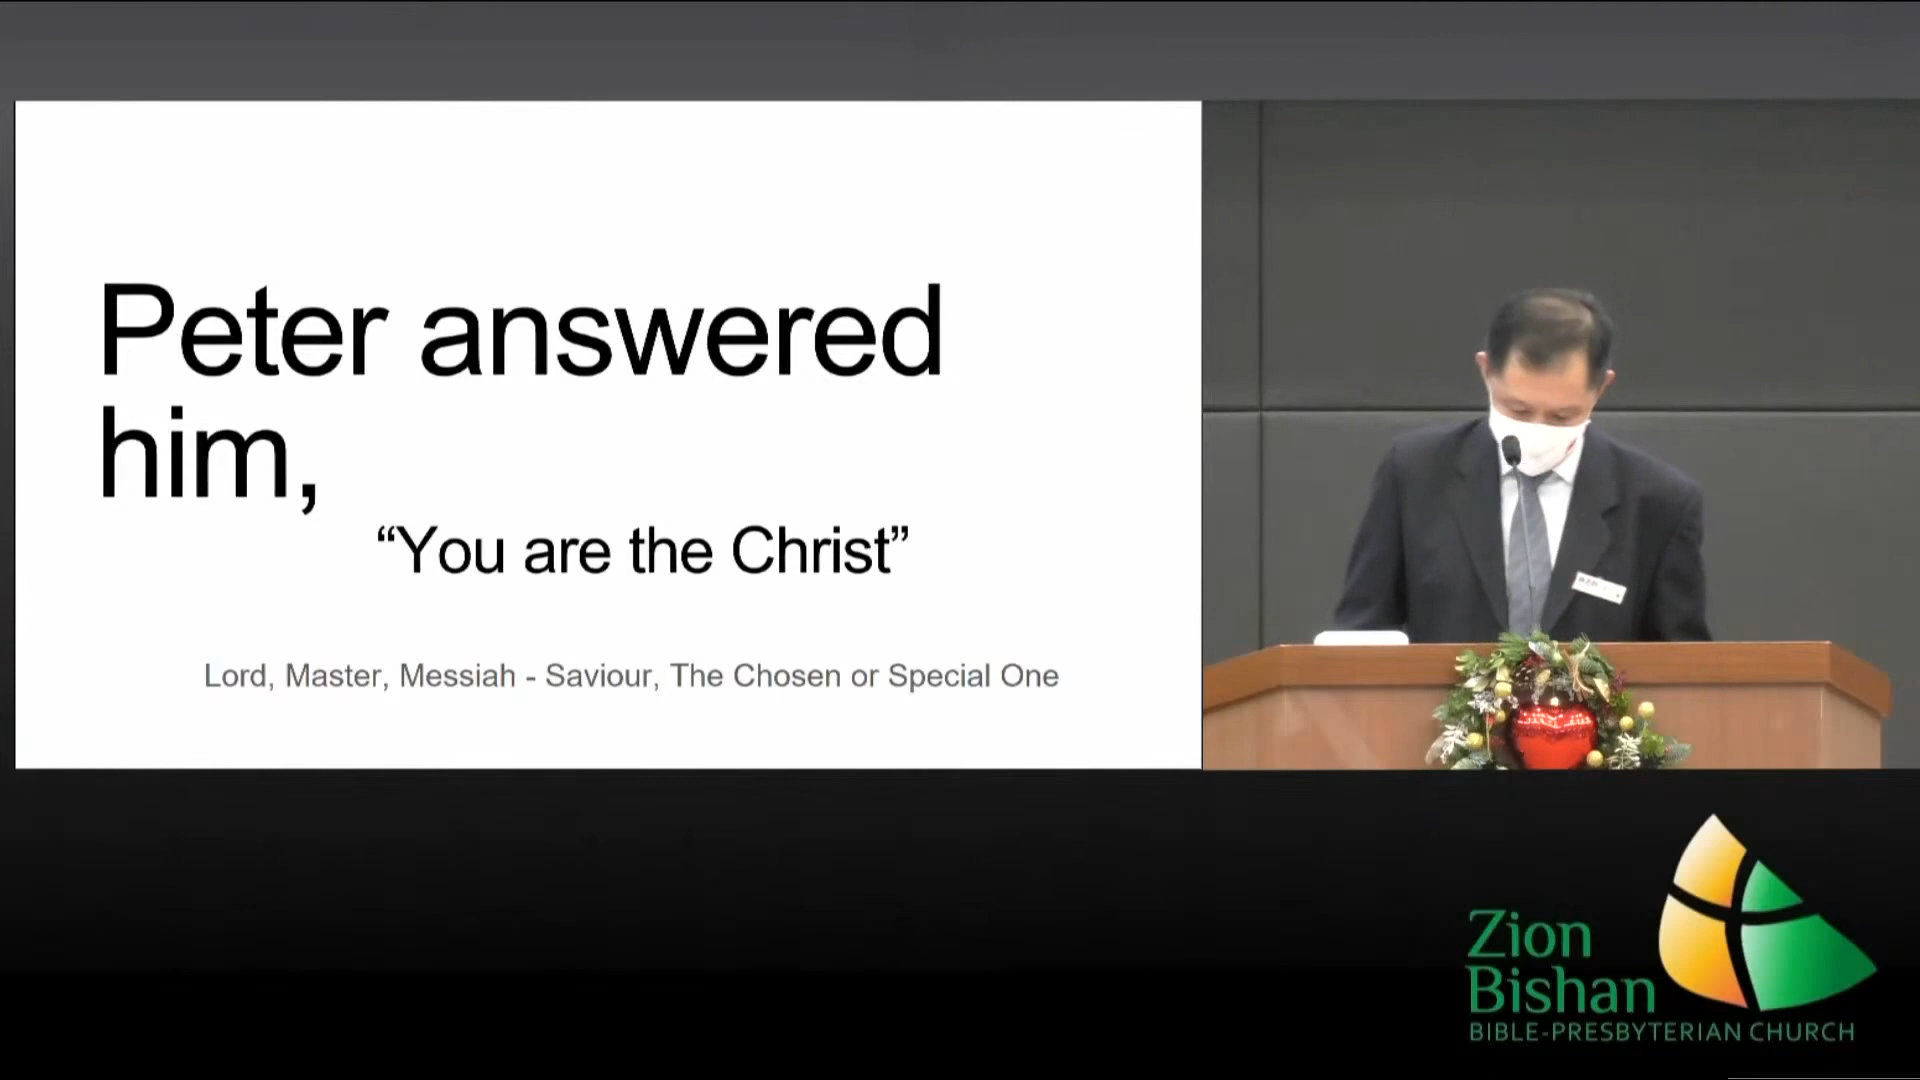 Peter answered
him,
“You are the Christ”
Lord, Master, Messiah - Saviour, The Chosen or Special One
Zion
Bishan
BIBLE-PRESBYTERIAN CHURCH